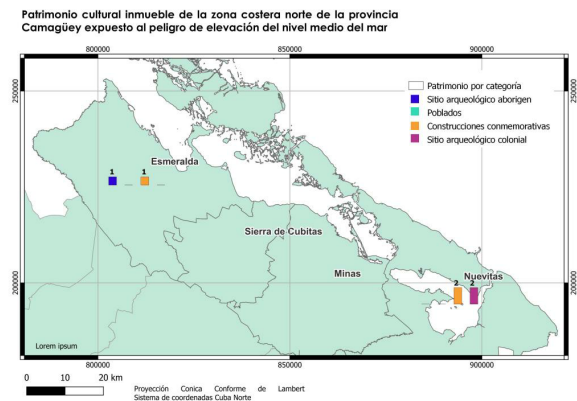 Patrimonio cultural inmueble de la zona costera norte de la provincia
Camagüey expuesto al peligro de elevación del nivel medio del mar
800000
850000
900000
250000
250000
Patrimonio por categoría
Sitio arqueológico aborigen
Poblados
Construcciones conmemorativas
Sitio arqueológico colonial
Esmeralda
1
1
Sierra de Cubitas
Minas
Nuevitas
2
2
200000
200000
Lorem ipsum
800000
850000
900000
0
10
20 km
Proyección Conica Conforme de Lambert
Sistema de coordenadas Cuba Norte